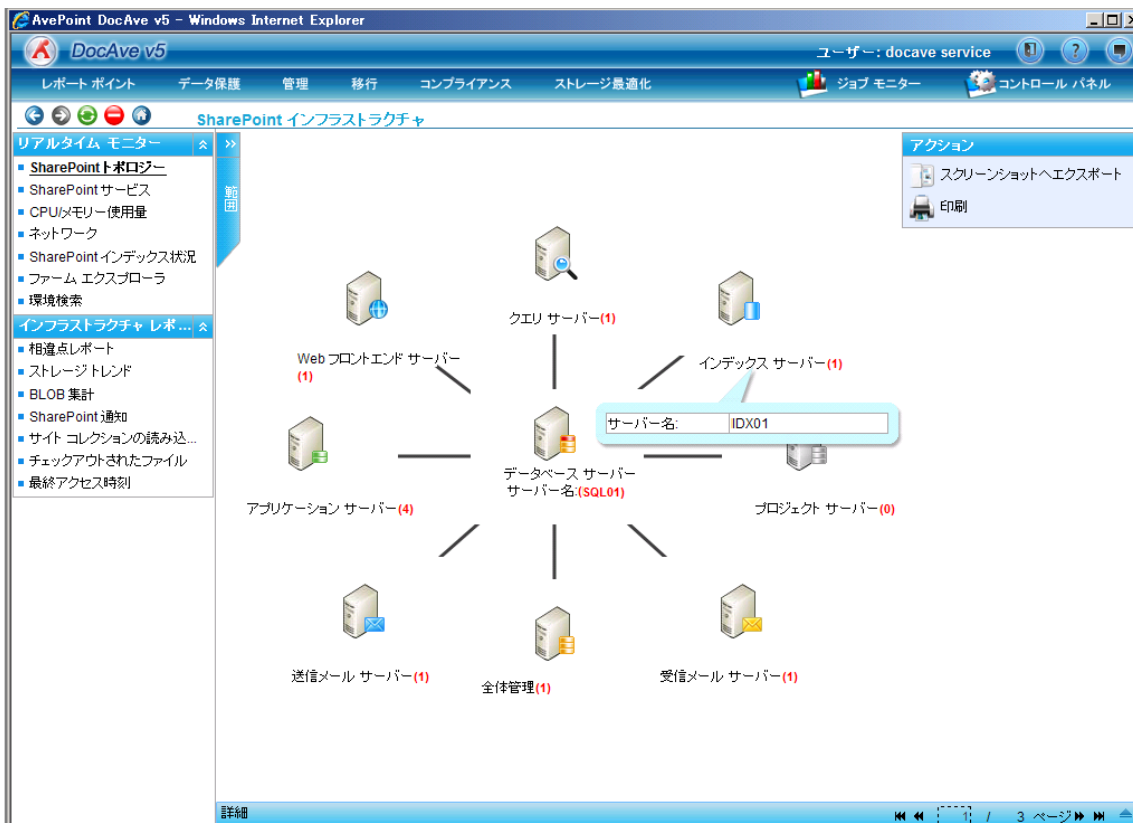 AvePoint DocAve v5 - Windows Internet Explorer
DocAve v5
ユーザー: docave service
レポート ポイント
データ保護
管理
移行
コンプライアンス
ストレージ最適化
ジョブ モニター
コントロール パネル
SharePoint インフラストラクチャ
リアルタイム モニター
SharePointトポロジー
SharePoint サービス
CPU/メモリー使用量
ネットワーク
SharePoint インデックス状況
ファーム エクスプローラ
環境検索
インフラストラクチャ レポ...
相違点レポート
ストレージ トレンド
BLOB 集計
SharePoint 通知
サイト コレクションの読み込...
チェックアウトされたファイル
最終アクセス時刻
範囲
アクション
スクリーンショットへエクスポート
印刷
クエリ サーバー(1)
Web フロントエンド サーバー
(1)
インデックス サーバー(1)
サーバー名: IDX01
データベース サーバー
サーバー名:(SQL01)
アプリケーション サーバー(4)
プロジェクト サーバー(0)
送信メール サーバー(1)
全体管理(1)
受信メール サーバー(1)
詳細
1 / 3 ページ